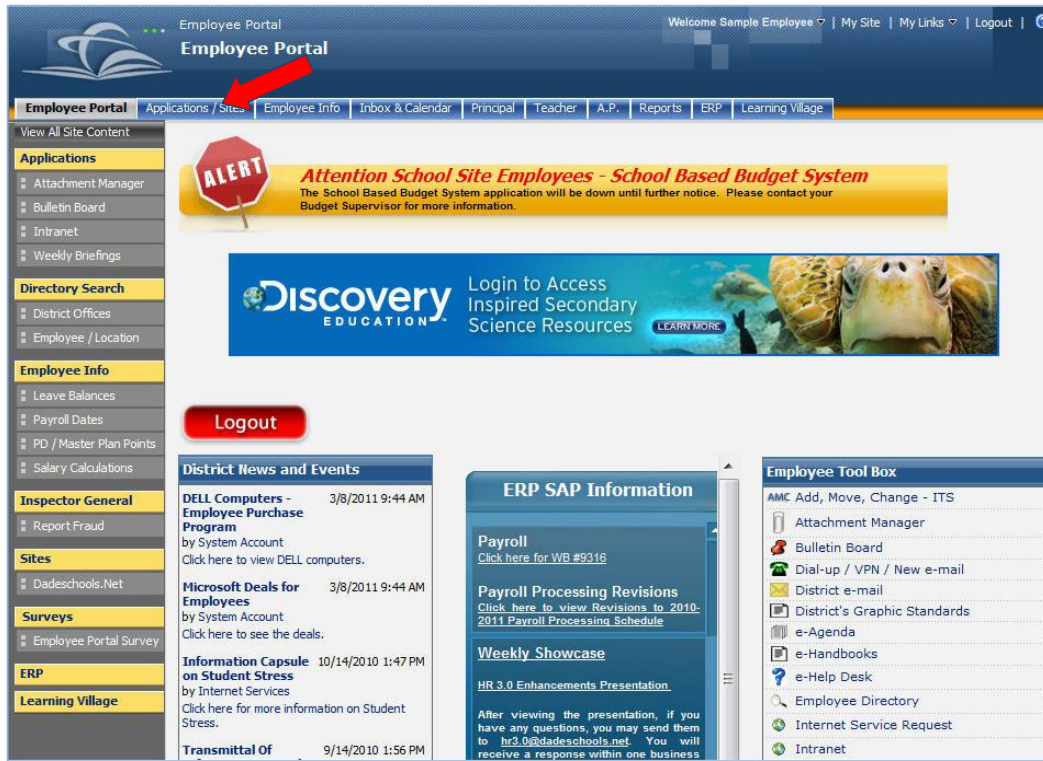 Employee Portal
Welcome Sample Employee | My Site | My Links | Logout |
Employee Portal
Employee Portal
Applications / Sites
Employee Info
Inbox & Calendar
Principal
Teacher
A.P.
Reports
ERP
Learning Village
View All Site Content
Applications
Attachment Manager
Bulletin Board
Intranet
Weekly Briefings
Directory Search
District Offices
Employee / Location
Employee Info
Leave Balances
Payroll Dates
PD / Master Plan Points
Salary Calculations
Inspector General
Report Fraud
Sites
Dadeschools.Net
Surveys
Employee Portal Survey
ERP
Learning Village
ALERT
Attention School Site Employees - School Based Budget System
The School Based Budget System application will be down until further notice. Please contact your
Budget Supervisor for more information.
Discovery
EDUCATION
Login to Access
Inspired Secondary
Science Resources
LEARN MORE
Logout
District News and Events
DELL Computers - 3/8/2011 9:44 AM
Employee Purchase
Program
by System Account
Click here to view DELL computers.
Microsoft Deals for 3/8/2011 9:44 AM
Employees
by System Account
Click here to see the deals.
Information Capsule 10/14/2010 1:47 PM
on Student Stress
by Internet Services
Click here for more information on Student
Stress.
Transmittal Of 9/14/2010 1:56 PM
ERP SAP Information
Payroll
Click here for WB #9316
Payroll Processing Revisions
Click here to view Revisions to 2010-
2011 Payroll Processing Schedule
Weekly Showcase
HR 3.0 Enhancements Presentation
After viewing the presentation, if you
have any questions, you may send them
to hr3.0@dadeschools.net. You will
receive a response within one business
Employee Tool Box
AMC Add, Move, Change - ITS
Attachment Manager
Bulletin Board
Dial-up / VPN / New e-mail
District e-mail
District's Graphic Standards
e-Agenda
e-Handbooks
e-Help Desk
Employee Directory
Internet Service Request
Intranet